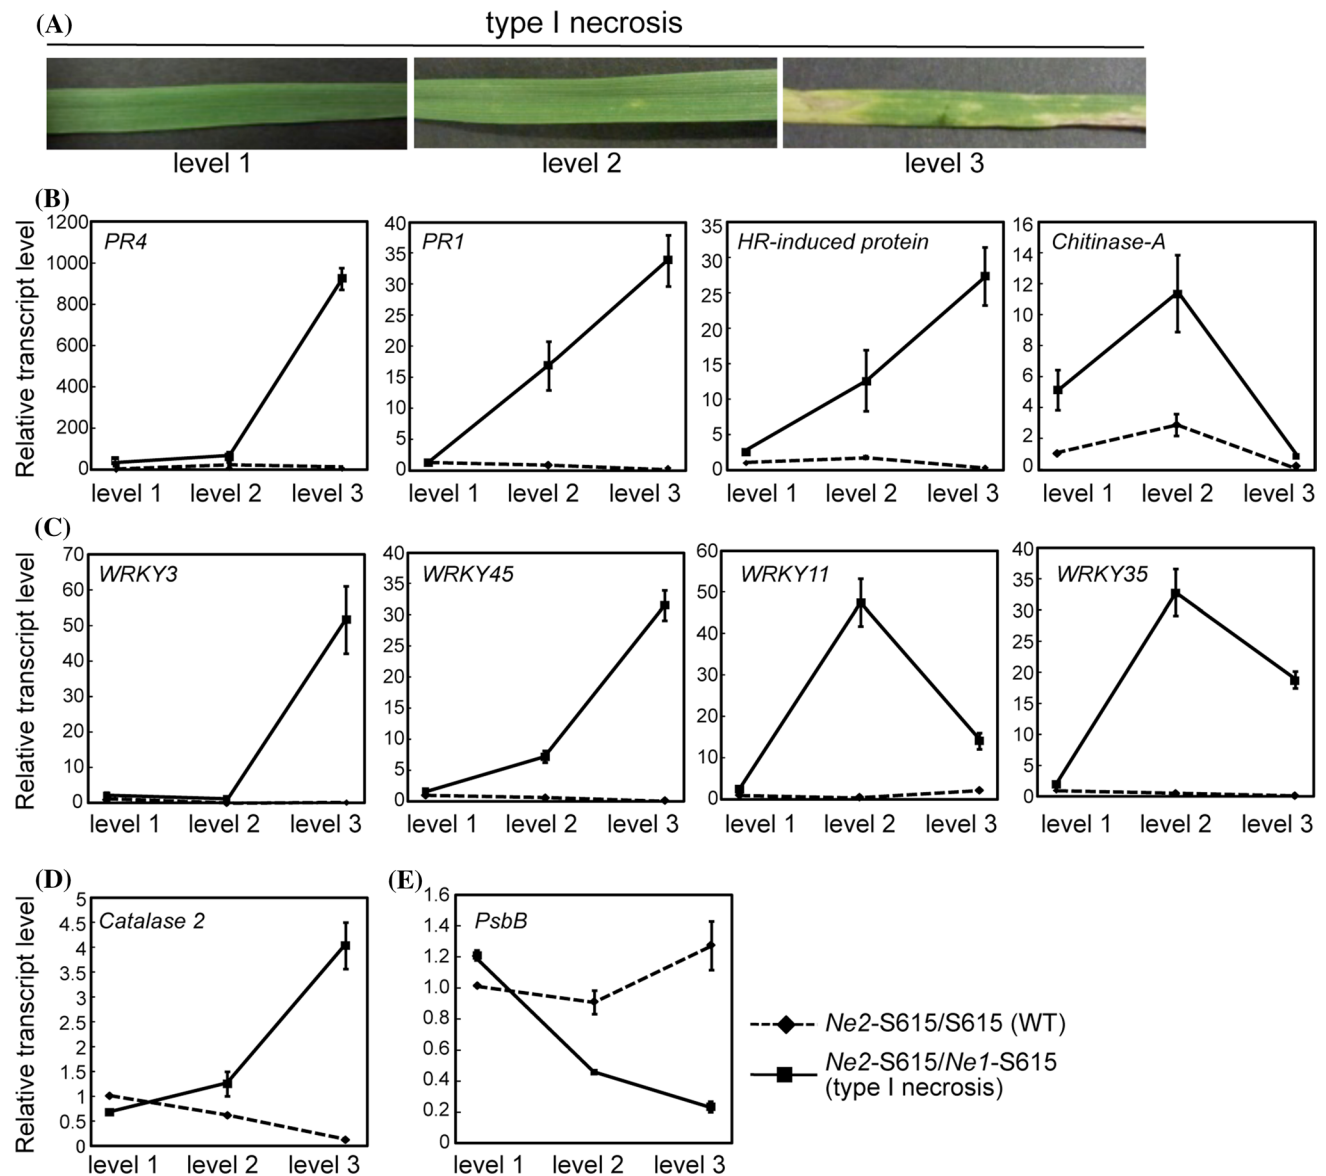 (A)
type I necrosis
level 1
level 2
level 3
(B)
Relative transcript level
1200
1000
800
600
400
200
0
PR4
level 1 level 2 level 3
40
35
30
25
20
15
10
5
0
PR1
level 1 level 2 level 3
35
30
25
20
15
10
5
0
HR-induced protein
level 1 level 2 level 3
16
14
12
10
8
6
4
2
0
Chitinase-A
level 1 level 2 level 3
(C)
Relative transcript level
70
60
50
40
30
20
10
0
WRKY3
level 1 level 2 level 3
40
35
30
25
20
15
10
5
0
WRKY45
level 1 level 2 level 3
60
50
40
30
20
10
0
WRKY11
level 1 level 2 level 3
40
35
30
25
20
15
10
5
0
WRKY35
level 1 level 2 level 3
(D)
Relative transcript level
5
4.5
4
3.5
3
2.5
2
1.5
1
0.5
0
Catalase 2
level 1 level 2 level 3
(E)
1.6
1.4
1.2
1.0
0.8
0.6
0.4
0.2
0
PsbB
level 1 level 2 level 3
Ne2-S615/S615 (WT)
Ne2-S615/Ne1-S615
(type I necrosis)